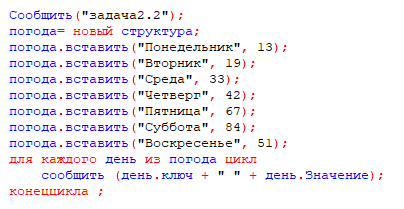 Сообщить("задача2.2");
погода= новый структура;
погода.вставить("Понедельник", 13);
погода.вставить("Вторник", 19);
погода.вставить("Среда", 33);
погода.вставить("Четверг", 42);
погода.вставить("Пятница", 67);
погода.вставить("Суббота", 84);
погода.вставить("Воскресенье", 51);
для каждого день из погода цикл
    сообщить (день.ключ + " " + день.Значение);
конеццикла ;